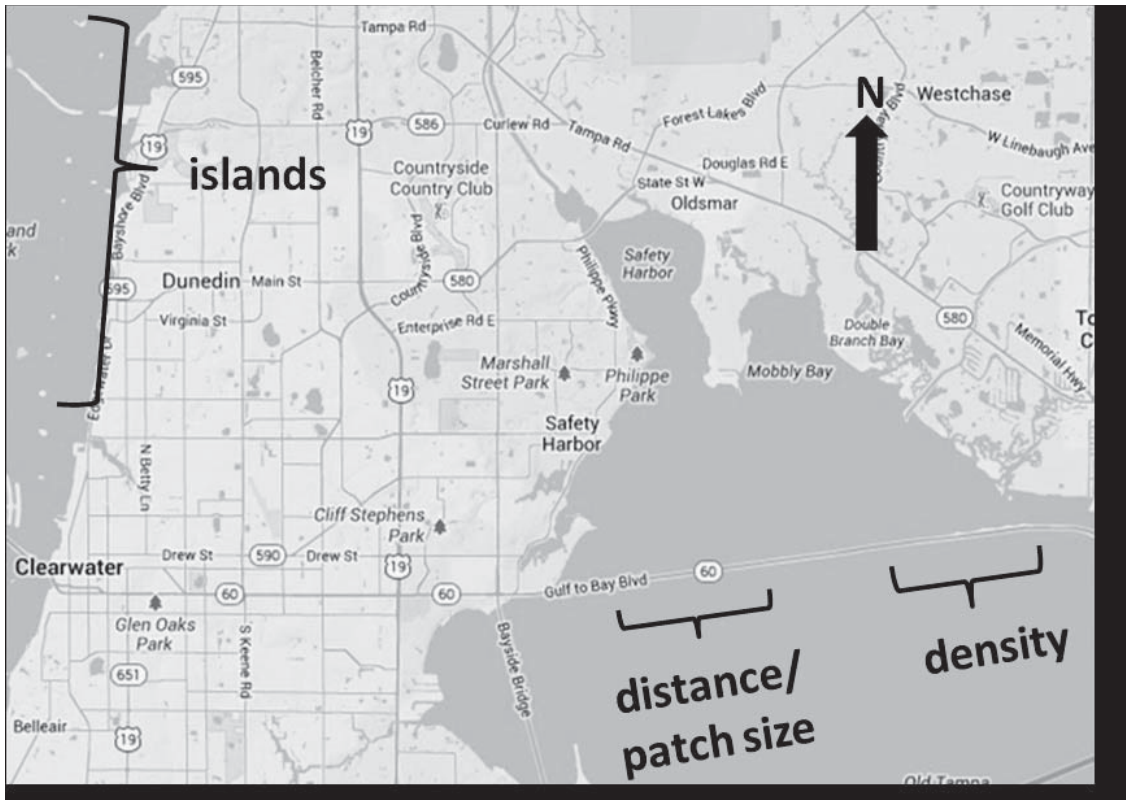 Tampa Rd
595
Belcher Rd
19
586
Curlew Rd
Tampa Rd
Forest Lakes Blvd
N
Westchase
W Linebaugh Ave
19
islands
Countryside
Country Club
Douglas Rd E
State St W
Oldsmar
Countryway
Golf Club
Bayshore Blvd
and
k
595
Dunedin
Main St
Countryside Blvd
580
Philippe Pkwy
Safety
Harbor
Virginia St
Enterprise Rd E
Double
Branch Bay
580
Memorial Hwy
To
C
Edgewater Dr
19
Marshall
Street Park
Philippe
Park
Mobbly Bay
Safety
Harbor
N Betty Ln
Cliff Stephens
Park
Clearwater
Drew St
590
Drew St
19
60
60
Gulf to Bay Blvd
60
Glen Oaks
Park
S Keene Rd
Bayside Bridge
distance/
patch size
density
651
Belleair
19
Old Tampa